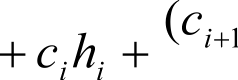 + c_i h_i + (c_{i+1}